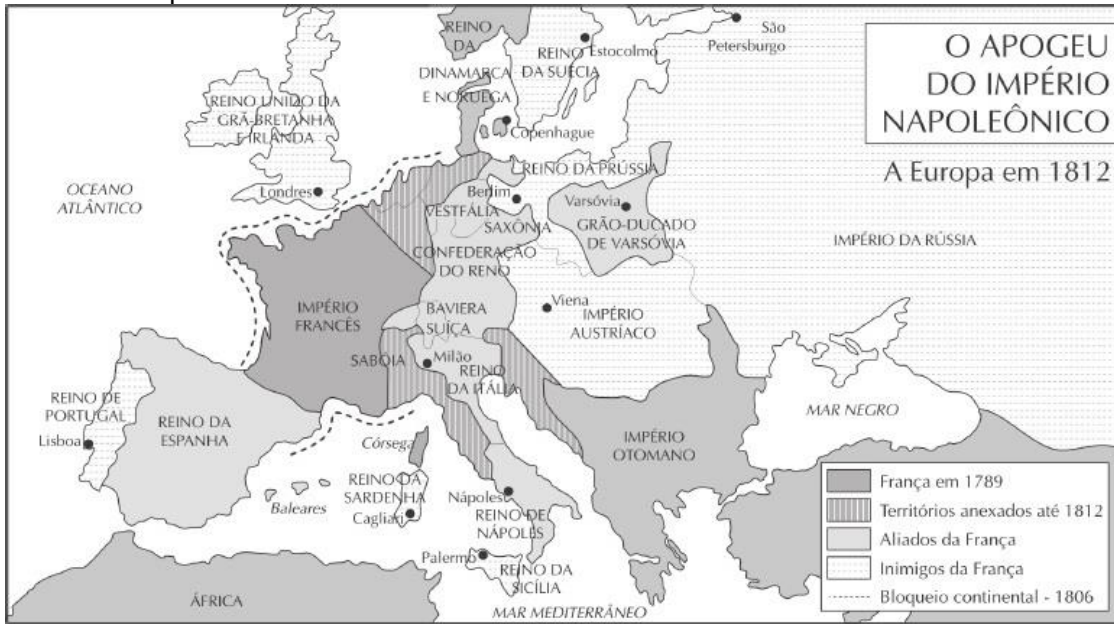 O APOGEU
DO IMPÉRIO
NAPOLEÔNICO
A Europa em 1812
REINO
DA
DINAMARCA
E NORUEGA
REINO
DA SUÉCIA
Estocolmo
São
Petersburgo
Copenhague
REINO UNIDO DA
GRÃ-BRETANHA
E IRLANDA
Londres
OCEANO
ATLÂNTICO
REINO DA PRÚSSIA
Berlim
VESTFÁLIA
SAXÔNIA
Varsóvia
GRÃO-DUCADO
DE VARSÓVIA
IMPÉRIO DA RÚSSIA
CONFEDERAÇÃO
DO RENO
IMPÉRIO
FRANCÊS
BAVIERA
SUÍÇA
Viena
IMPÉRIO
AUSTRÍACO
SABÓIA
Milão
REINO
DA ITÁLIA
REINO DE
PORTUGAL
Lisboa
REINO DA
ESPANHA
MAR NEGRO
IMPÉRIO
OTOMANO
Córsega
REINO DA
SARDENHA
Cagliari
Baleares
Nápoles
REINO DE
NÁPOLES
Palermo
REINO DA
SICÍLIA
ÁFRICA
MAR MEDITERRÂNEO
França em 1789
Territórios anexados até 1812
Aliados da França
Inimigos da França
Bloqueio continental - 1806